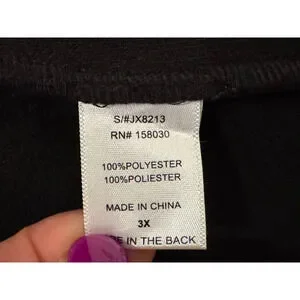 S/#JX8213
RN# 158030
100%POLYESTER
100%POLIESTER
MADE IN CHINA
3X
IN THE BACK